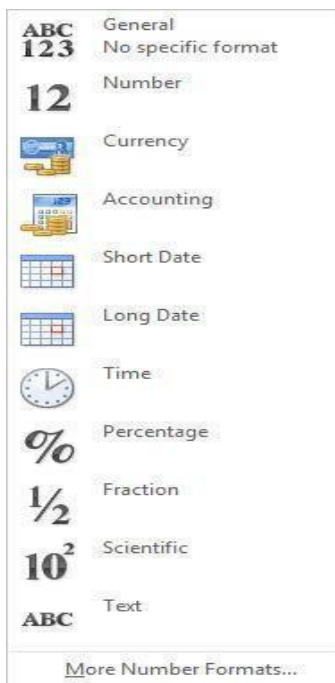 ABC
123
General
No specific format
12
Number
Currency
123
Accounting
Short Date
Long Date
Time
%
Percentage
½
Fraction
10²
Scientific
ABC
Text
More Number Formats...